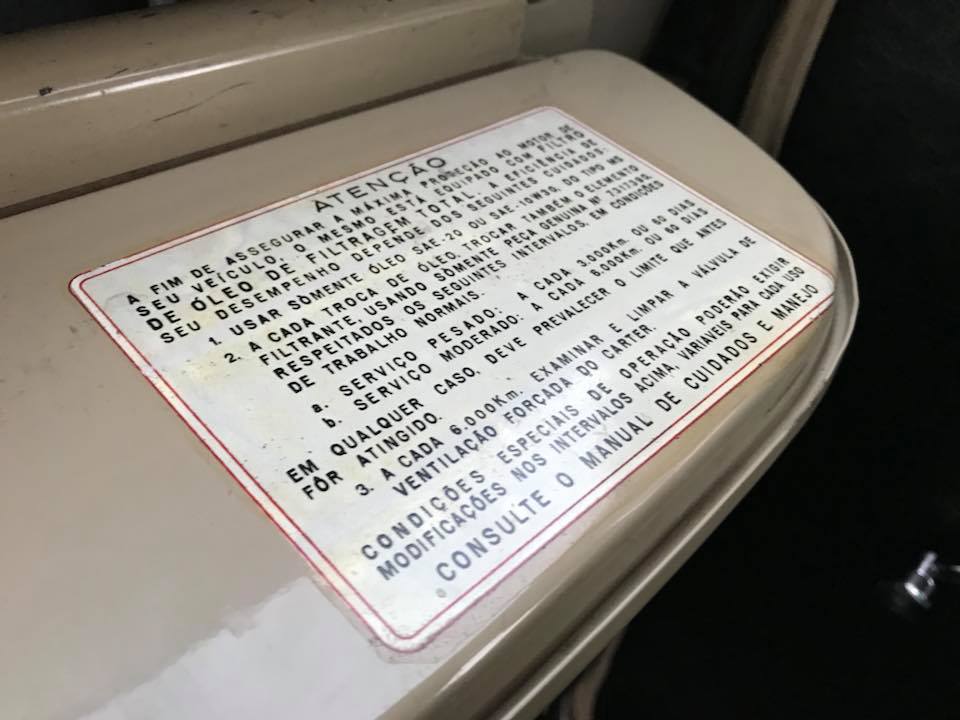 ATENÇÃO
A FIM DE ASSEGURAR A MÁXIMA PROTEÇÃO AO MOTOR DE
SEU VEÍCULO, O MESMO ESTÁ EQUIPADO COM FILTRO
DE ÓLEO DE FILTRAGEM TOTAL. A EFICIÊNCIA DE
SEU DESEMPENHO DEPENDE DOS SEGUINTES CUIDADOS
1. USAR SÒMENTE ÓLEO SAE-20 OU SAE-10W30, DO TIPO MS
2. A CADA TROCA DE ÓLEO, TROCAR TAMBÉM O ELEMENTO
FILTRANTE, USANDO SÒMENTE PEÇA GENUINA Nº
RESPEITADOS OS SEGUINTES INTERVALOS, EM CONDIÇÕES
DE TRABALHO NORMAIS.
a. SERVIÇO PESADO: A CADA 3.000Km. OU 60 DIAS
b. SERVIÇO MODERADO: A CADA 6.000Km. OU 60 DIAS
EM QUALQUER CASO, DEVE PREVALECER O LIMITE QUE ANTES
FÔR ATINGIDO.
3. A CADA 6.000Km. EXAMINAR E LIMPAR A VÁLVULA DE
VENTILAÇÃO FORÇADA DO CARTER.
CONDIÇÕES ESPECIAIS DE OPERAÇÃO PODERÃO EXIGIR
MODIFICAÇÕES NOS INTERVALOS ACIMA, VARIAVEIS PARA CADA USO
CONSULTE O MANUAL DE CUIDADOS E MANEJO